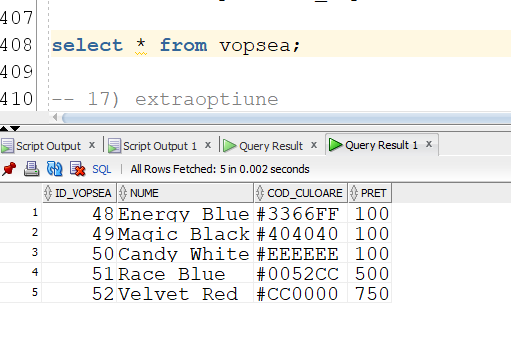 407
408 select * from vopsea;
409
410 -- 17) extraoptiune
Script Output x Script Output 1 x Query Result x Query Result 1 x
SQL | All Rows Fetched: 5 in 0.002 seconds
ID_VOPSEA NUME COD_CULOARE PRET
1 48 Energy Blue #3366FF 100
2 49 Magic Black #404040 100
3 50 Candy White #EEEEEE 100
4 51 Race Blue #0052CC 500
5 52 Velvet Red #CC0000 750